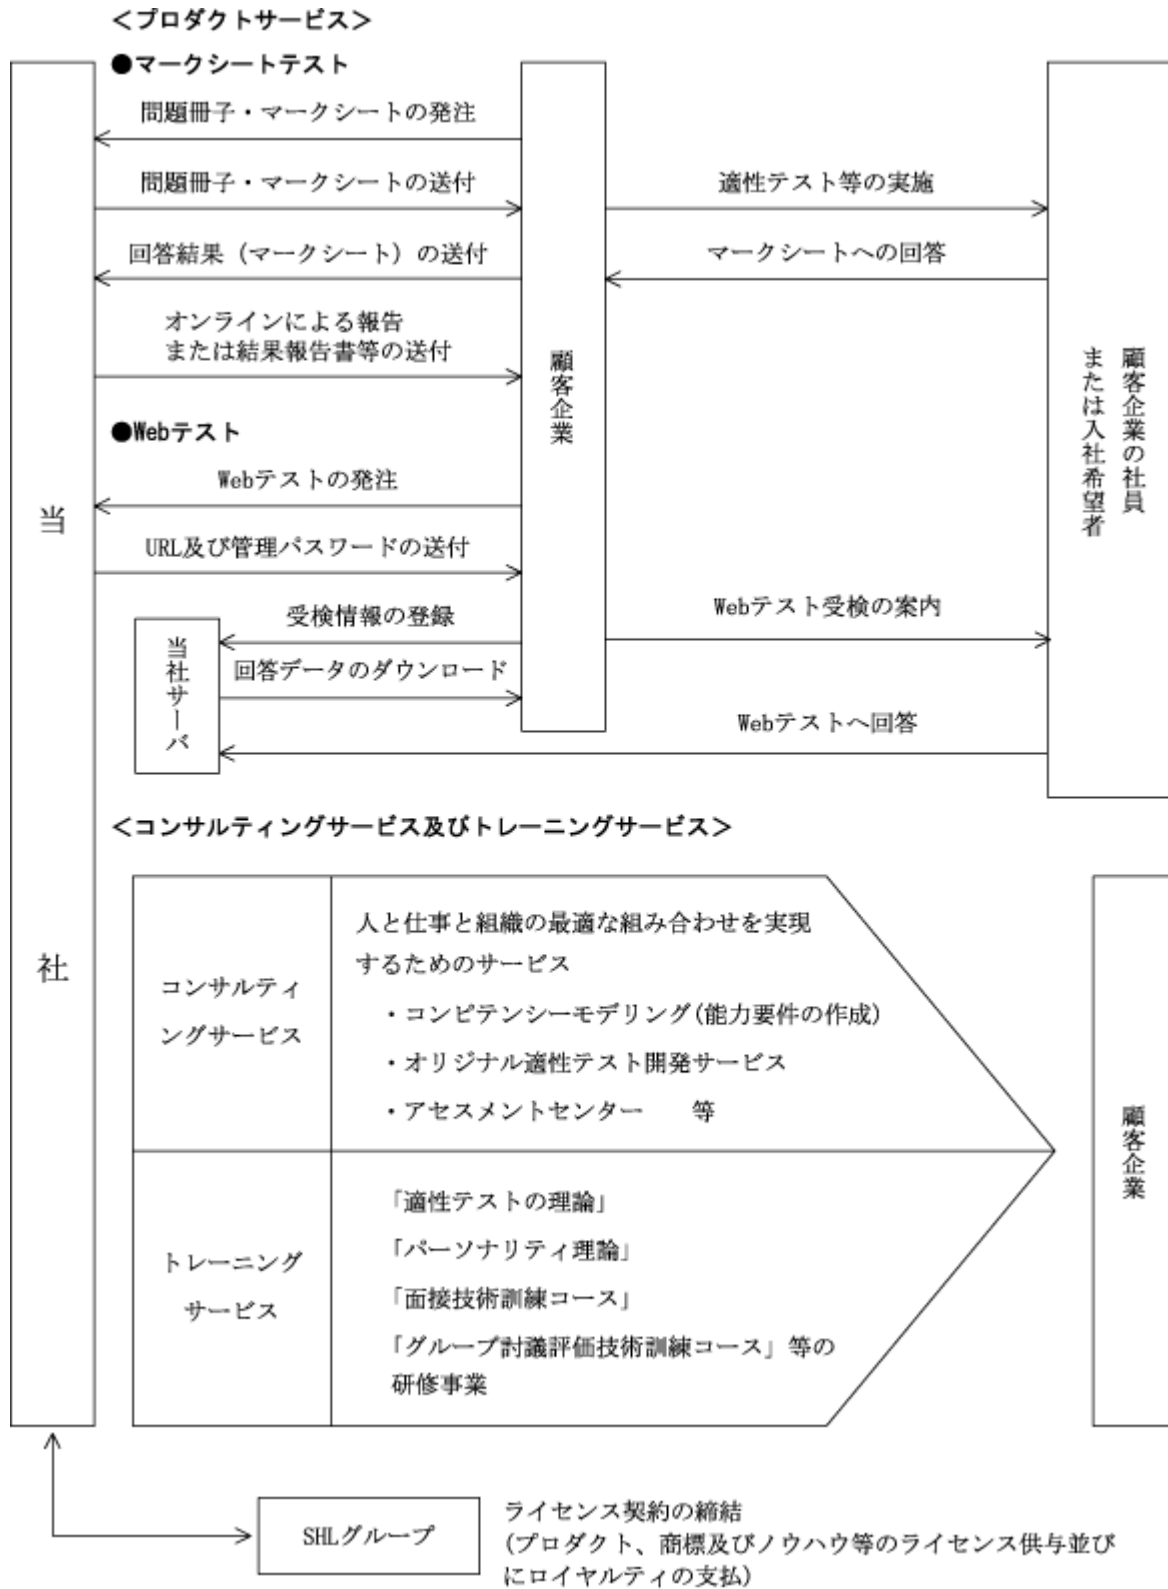 ＜プロダクトサービス＞
●マークシートテスト
問題冊子・マークシートの発注
問題冊子・マークシートの送付
適性テスト等の実施
回答結果（マークシート）の送付
マークシートへの回答
オンラインによる報告
または結果報告書等の送付
顧客企業
顧客企業の社員
または入社希望者
●Webテスト
Webテストの発注
当
URL及び管理パスワードの送付
受検情報の登録
Webテスト受検の案内
当社サーバ
回答データのダウンロード
Webテストへ回答
＜コンサルティングサービス及びトレーニングサービス＞
社
コンサルティ
ングサービス
人と仕事と組織の最適な組み合わせを実現
するためのサービス
・コンピテンシーモデリング(能力要件の作成)
・オリジナル適性テスト開発サービス
・アセスメントセンター　等
顧客企業
トレーニング
サービス
「適性テストの理論」
「パーソナリティ理論」
「面接技術訓練コース」
「グループ討議評価技術訓練コース」等の
研修事業
SHLグループ
ライセンス契約の締結
(プロダクト、商標及びノウハウ等のライセンス供与並び
にロイヤルティの支払)